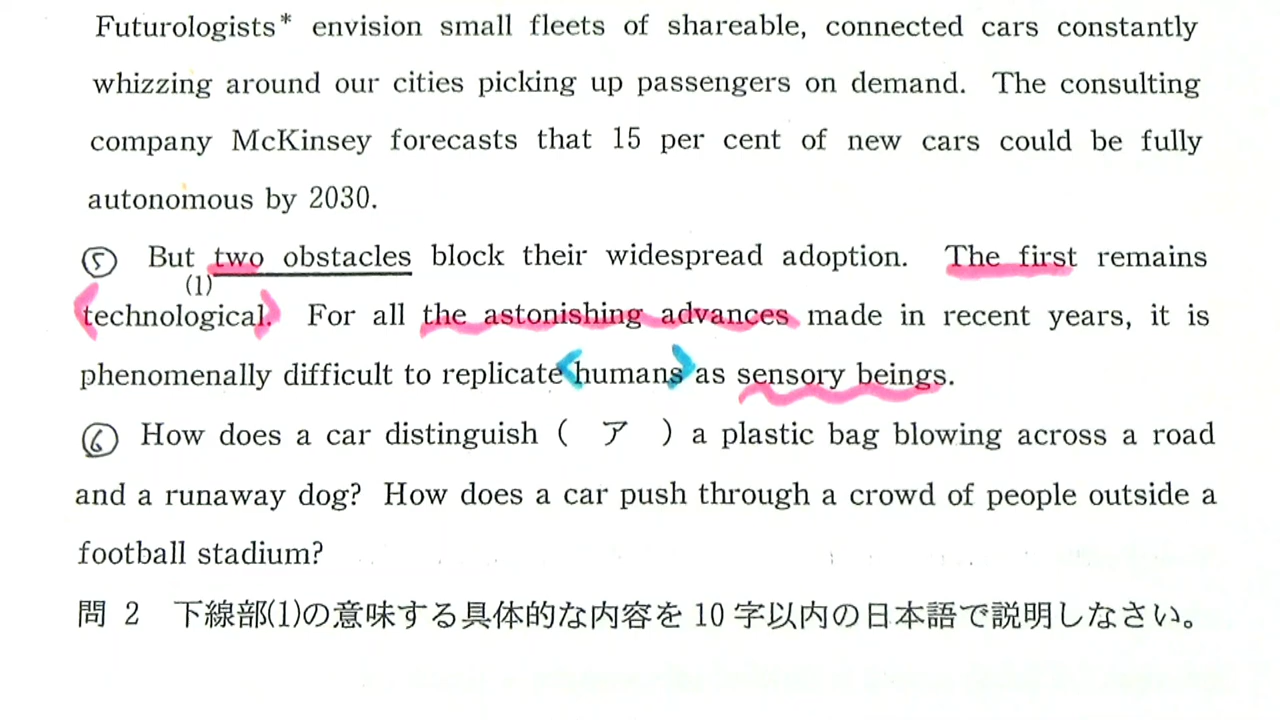 Futurologists* envision small fleets of shareable, connected cars constantly
whizzing around our cities picking up passengers on demand. The consulting
company McKinsey forecasts that 15 per cent of new cars could be fully
autonomous by 2030.
⑤ But two obstacles block their widespread adoption. The first remains
(1)
technological. For all the astonishing advances made in recent years, it is
phenomenally difficult to replicate humans as sensory beings.
⑥ How does a car distinguish ( ア ) a plastic bag blowing across a road
and a runaway dog? How does a car push through a crowd of people outside a
football stadium?
問 2 下線部(1)の意味する具体的な内容を 10 字以内の日本語で説明しなさい。